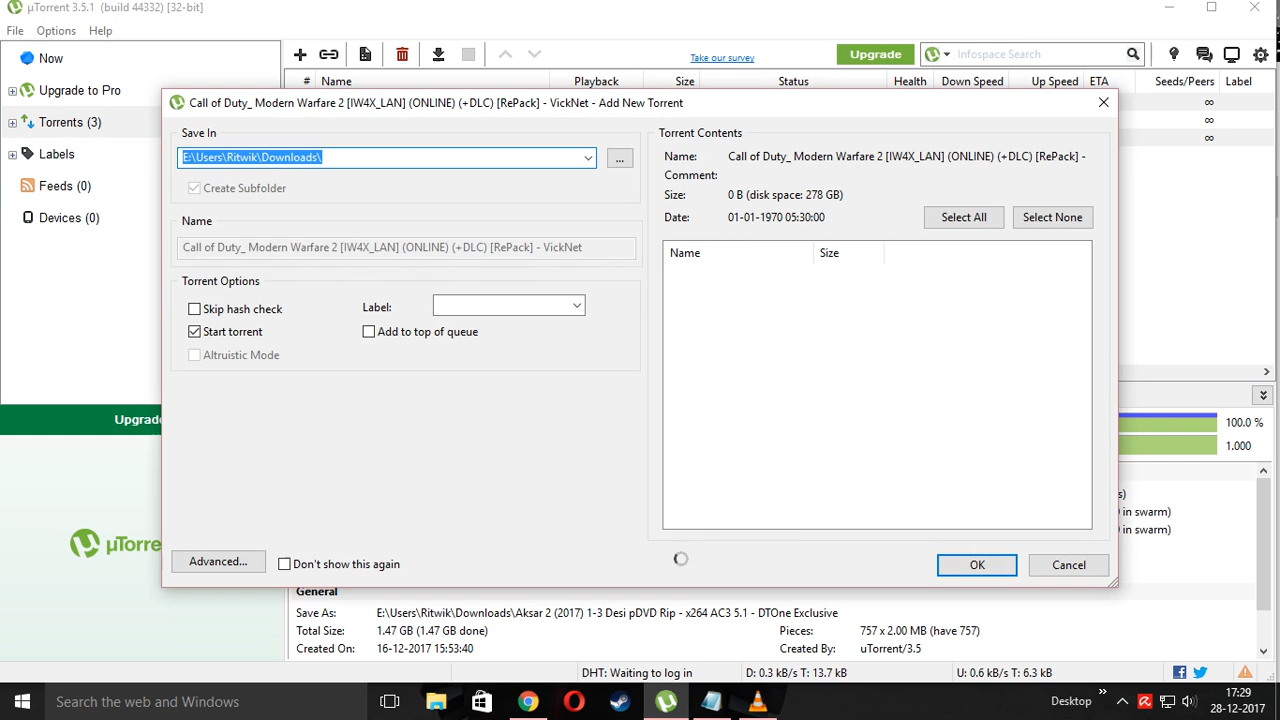 µTorrent 3.5.1 (build 44332) [32-bit]
File Options Help
Now
Upgrade to Pro
Torrents (3)
Labels
Feeds (0)
Devices (0)
Take our survey
Upgrade
Infospace Search
# Name Playback Size Status Health Down Speed Up Speed ETA Seeds/Peers Label
∞
∞
∞
Call of Duty_ Modern Warfare 2 [IW4X_LAN] (ONLINE) (+DLC) [RePack] - VickNet - Add New Torrent
Save In
E:\Users\Ritwik\Downloads\
...
Create Subfolder
Name
Call of Duty_ Modern Warfare 2 [IW4X_LAN] (ONLINE) (+DLC) [RePack] - VickNet
Torrent Options
Skip hash check
Label:
Start torrent
Add to top of queue
Altruistic Mode
Advanced...
Don't show this again
Torrent Contents
Name: Call of Duty_ Modern Warfare 2 [IW4X_LAN] (ONLINE) (+DLC) [RePack] -
Comment:
Size: 0 B (disk space: 278 GB)
Date: 01-01-1970 05:30:00
Select All
Select None
Name Size
OK
Cancel
Upgrade
µTorre
100.0 %
1.000
s)
in swarm)
in swarm)
General
Save As: E:\Users\Ritwik\Downloads\Aksar 2 (2017) 1-3 Desi pDVD Rip - x264 AC3 5.1 - DTOne Exclusive
Total Size: 1.47 GB (1.47 GB done) Pieces: 757 x 2.00 MB (have 757)
Created On: 16-12-2017 15:53:40 Created By: uTorrent/3.5
DHT: Waiting to log in D: 0.3 kB/s T: 13.7 kB U: 0.6 kB/s T: 6.3 kB
Search the web and Windows
Desktop
17:29
28-12-2017